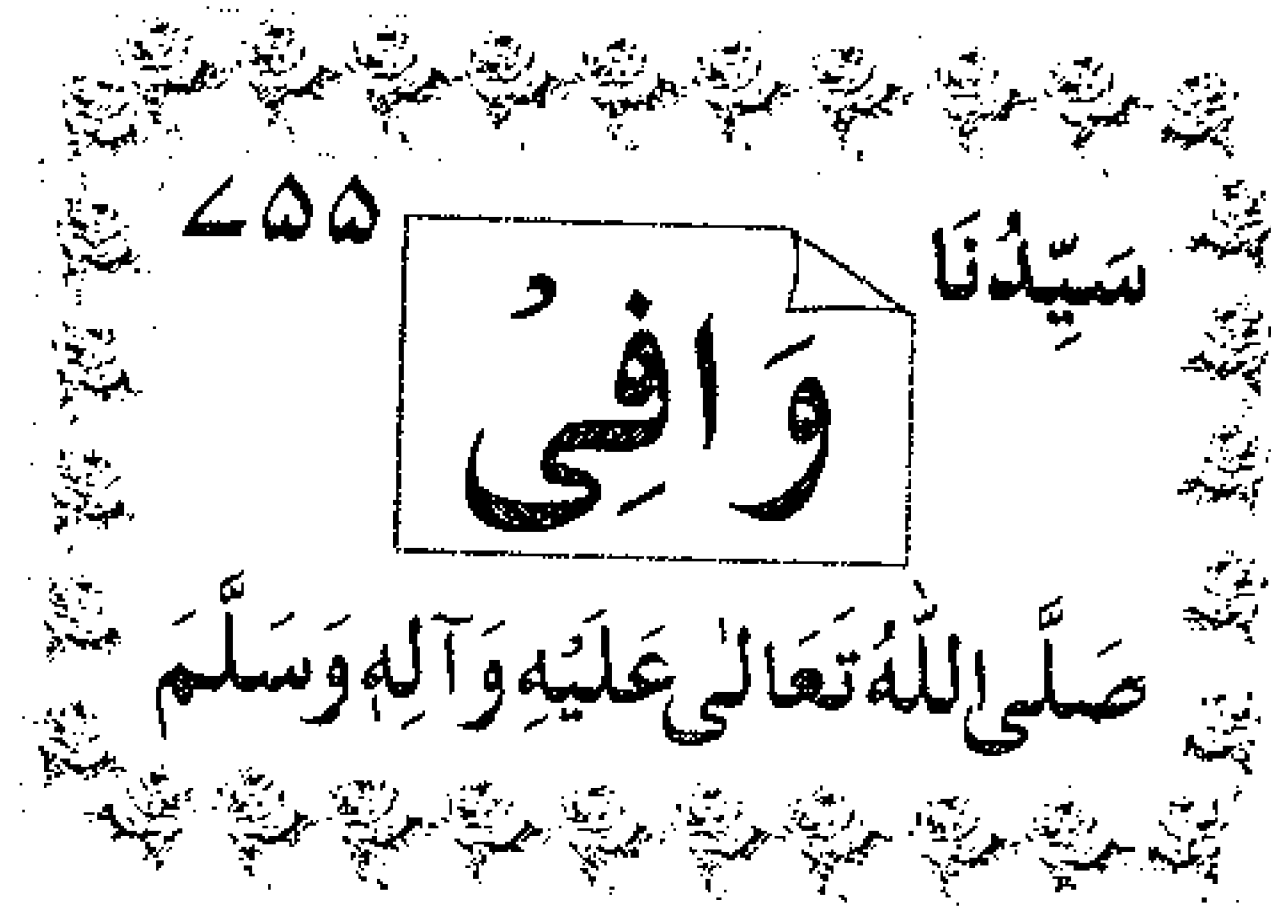 سَيِّدُنَا ۷۵۵
وَافِیْ
صَلَّی اللّٰهُ تَعَالٰی عَلَيْهِ وَآلِهٖ وَسَلَّمَ